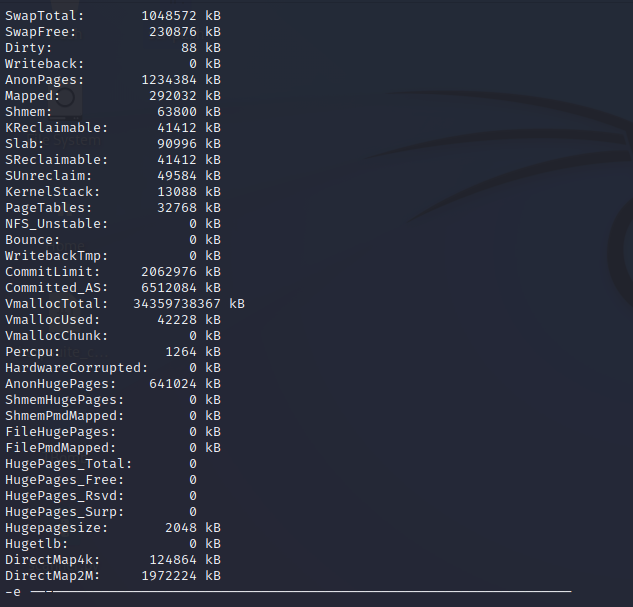 SwapTotal: 1048572 kB
SwapFree: 230876 kB
Dirty: 88 kB
Writeback: 0 kB
AnonPages: 1234384 kB
Mapped: 292032 kB
Shmem: 63800 kB
KReclaimable: 41412 kB
Slab: 90996 kB
SReclaimable: 41412 kB
SUnreclaim: 49584 kB
KernelStack: 13088 kB
PageTables: 32768 kB
NFS_Unstable: 0 kB
Bounce: 0 kB
WritebackTmp: 0 kB
CommitLimit: 2062976 kB
Committed_AS: 6512084 kB
VmallocTotal: 34359738367 kB
VmallocUsed: 42228 kB
VmallocChunk: 0 kB
Percpu: 1264 kB
HardwareCorrupted: 0 kB
AnonHugePages: 641024 kB
ShmemHugePages: 0 kB
ShmemPmdMapped: 0 kB
FileHugePages: 0 kB
FilePmdMapped: 0 kB
HugePages_Total: 0
HugePages_Free: 0
HugePages_Rsvd: 0
HugePages_Surp: 0
Hugepagesize: 2048 kB
Hugetlb: 0 kB
DirectMap4k: 124864 kB
DirectMap2M: 1972224 kB
-e